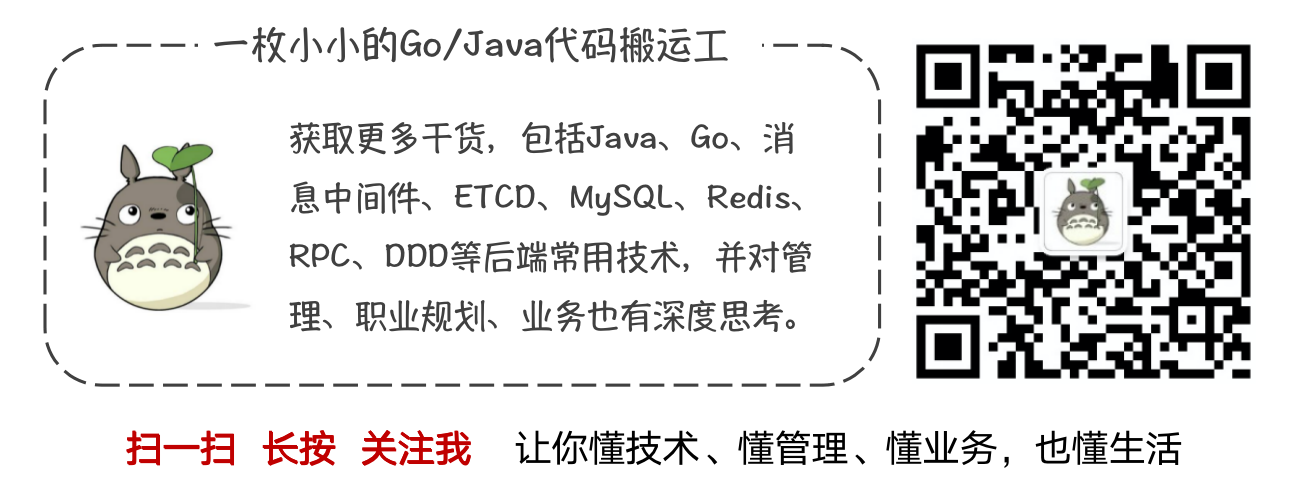 一枚小小的Go/Java代码搬运工
获取更多干货，包括Java、Go、消
息中间件、ETCD、MySQL、Redis、
RPC、DDD等后端常用技术，并对管
理、职业规划、业务也有深度思考。
扫一扫 长按 关注我 让你懂技术、懂管理、懂业务，也懂生活